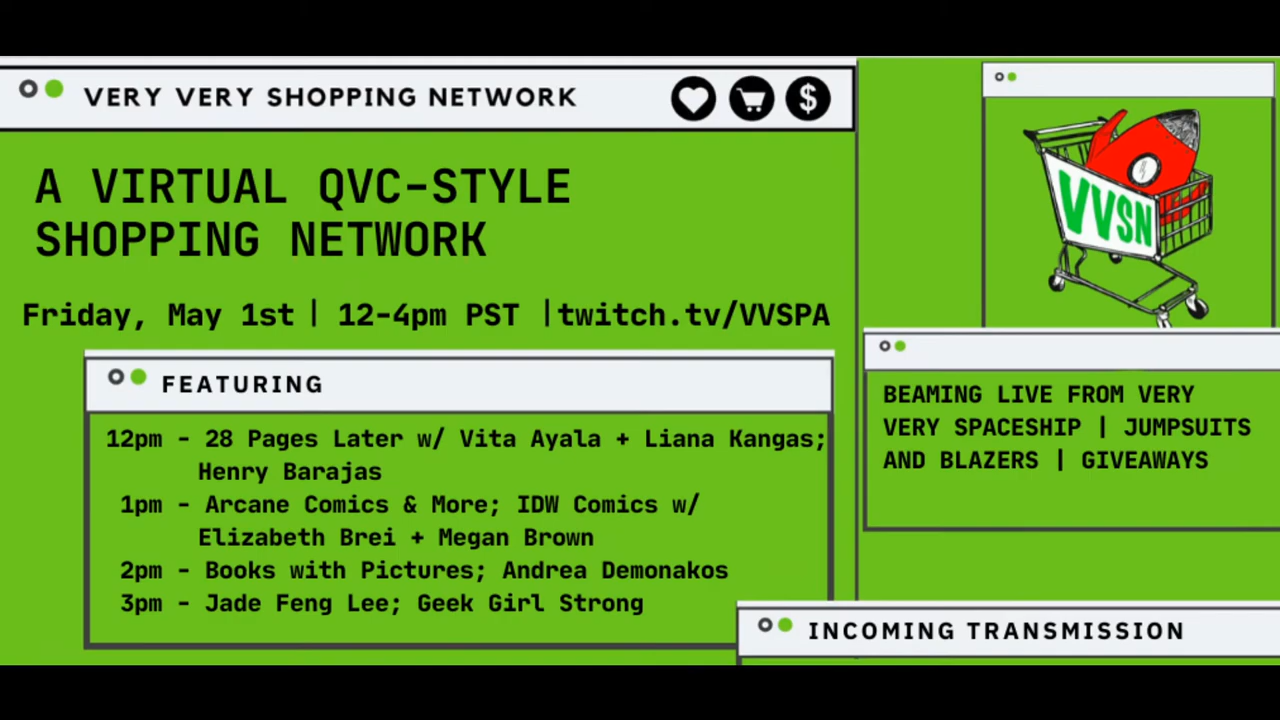 VERY VERY SHOPPING NETWORK
$
A VIRTUAL QVC-STYLE
SHOPPING NETWORK
Friday, May 1st | 12-4pm PST |twitch.tv/VVSPA
FEATURING
12pm - 28 Pages Later w/ Vita Ayala + Liana Kangas;
Henry Barajas
1pm - Arcane Comics & More; IDW Comics w/
Elizabeth Brei + Megan Brown
2pm - Books with Pictures; Andrea Demonakos
3pm - Jade Feng Lee; Geek Girl Strong
VVSN
BEAMING LIVE FROM VERY
VERY SPACESHIP | JUMPSUITS
AND BLAZERS | GIVEAWAYS
INCOMING TRANSMISSION